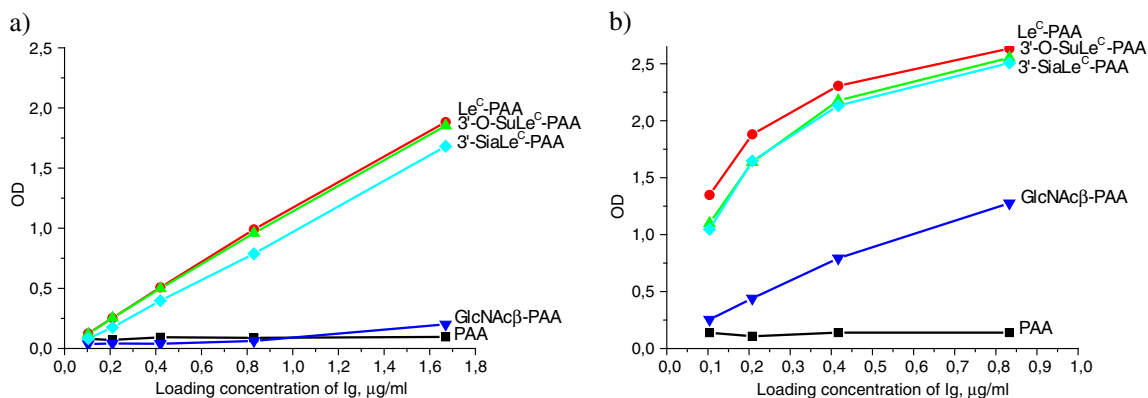 a)
2,5
2,0
1,5
1,0
0,5
0,0
OD
0,0 0,2 0,4 0,6 0,8 1,0 1,2 1,4 1,6 1,8
Loading concentration of Ig, µg/ml
Le^C-PAA
3'-O-SuLe^C-PAA
3'-SiaLe^C-PAA
GlcNAcβ-PAA
PAA
b)
2,5
2,0
1,5
1,0
0,5
0,0
OD
0,0 0,1 0,2 0,3 0,4 0,5 0,6 0,7 0,8 0,9 1,0
Loading concentration of Ig, µg/ml
Le^C-PAA
3'-O-SuLe^C-PAA
3'-SiaLe^C-PAA
GlcNAcβ-PAA
PAA